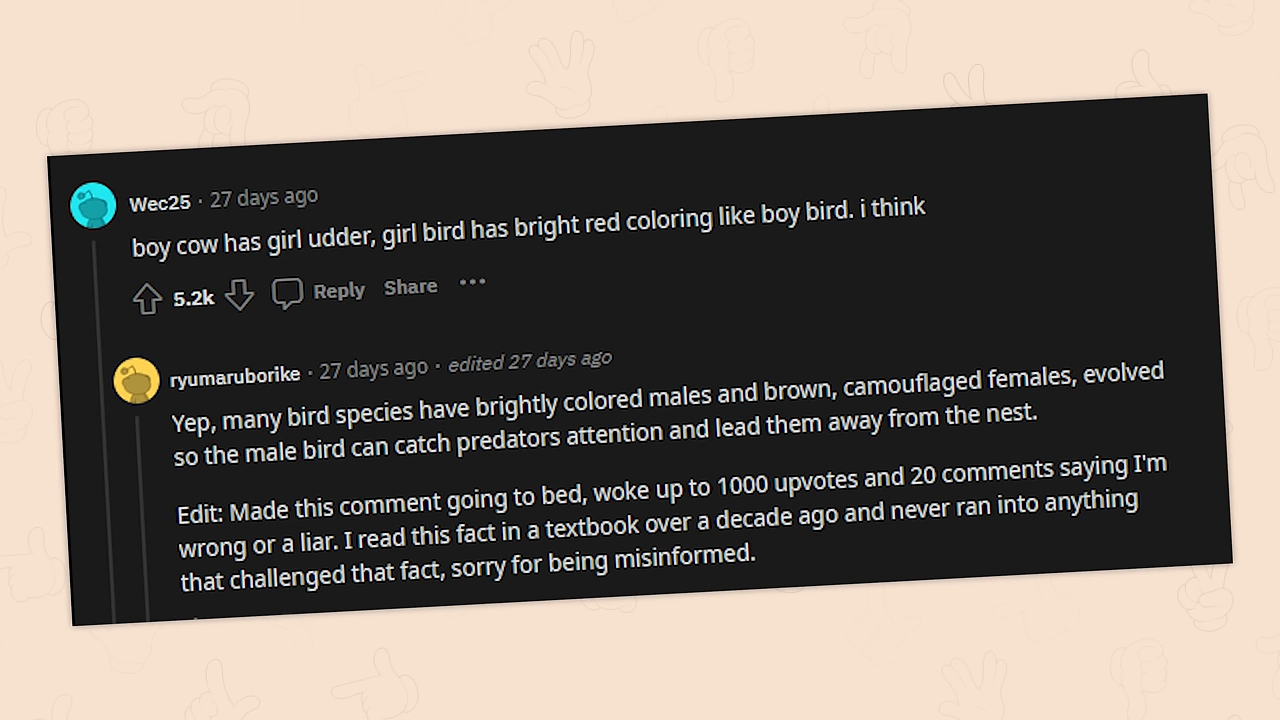 Wec25 · 27 days ago
boy cow has girl udder, girl bird has bright red coloring like boy bird. i think
5.2k Reply Share •••
ryumaruborike · 27 days ago · edited 27 days ago
Yep, many bird species have brightly colored males and brown, camouflaged females, evolved
so the male bird can catch predators attention and lead them away from the nest.
Edit: Made this comment going to bed, woke up to 1000 upvotes and 20 comments saying I'm
wrong or a liar. I read this fact in a textbook over a decade ago and never ran into anything
that challenged that fact, sorry for being misinformed.